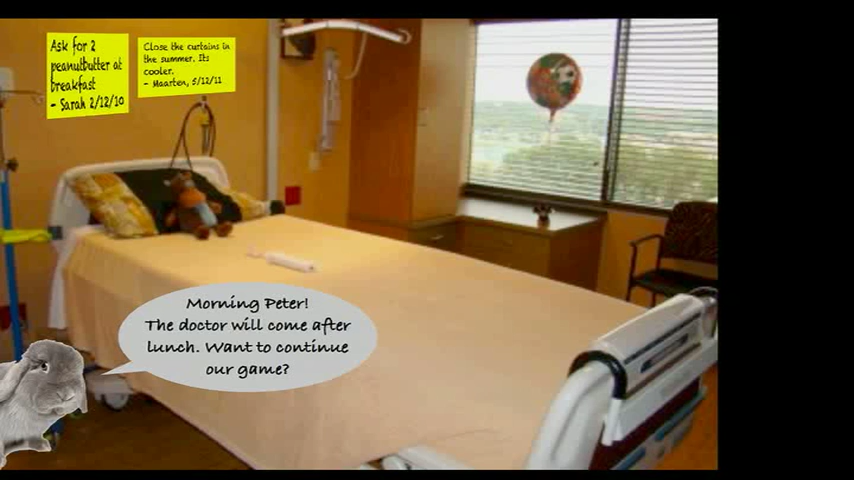 Ask for 2
peanutbutter at
breakfast
- Sarah 2/12/10
Close the curtains in
the summer. Its
cooler.
- Maarten, 5/12/11
Morning Peter!
The doctor will come after
lunch. Want to continue
our game?